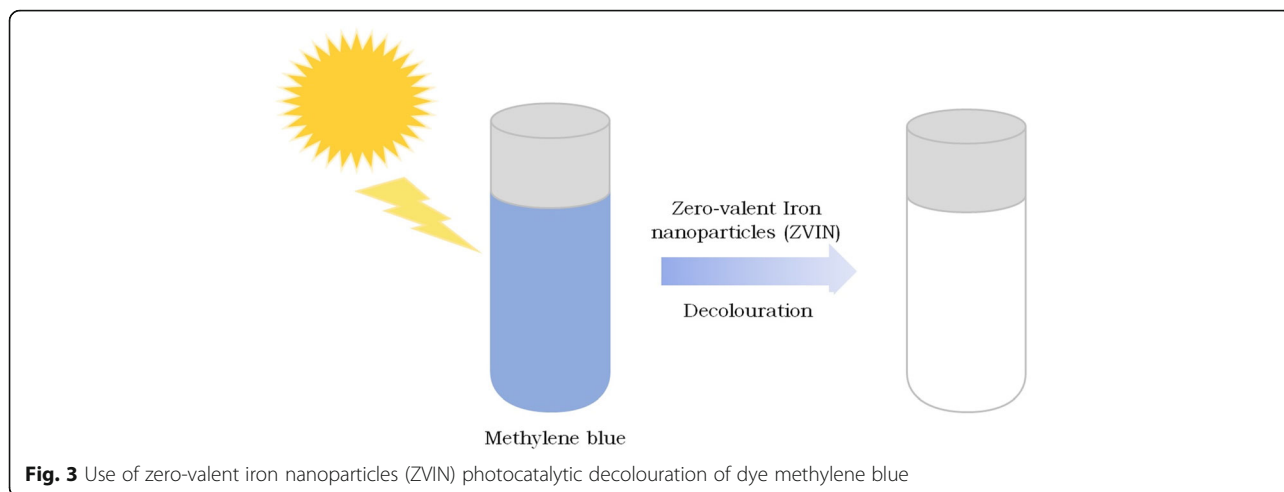 Zero-valent Iron
nanoparticles (ZVIN)
Decolouration
Methylene blue
Fig. 3 Use of zero-valent iron nanoparticles (ZVIN) photocatalytic decolouration of dye methylene blue